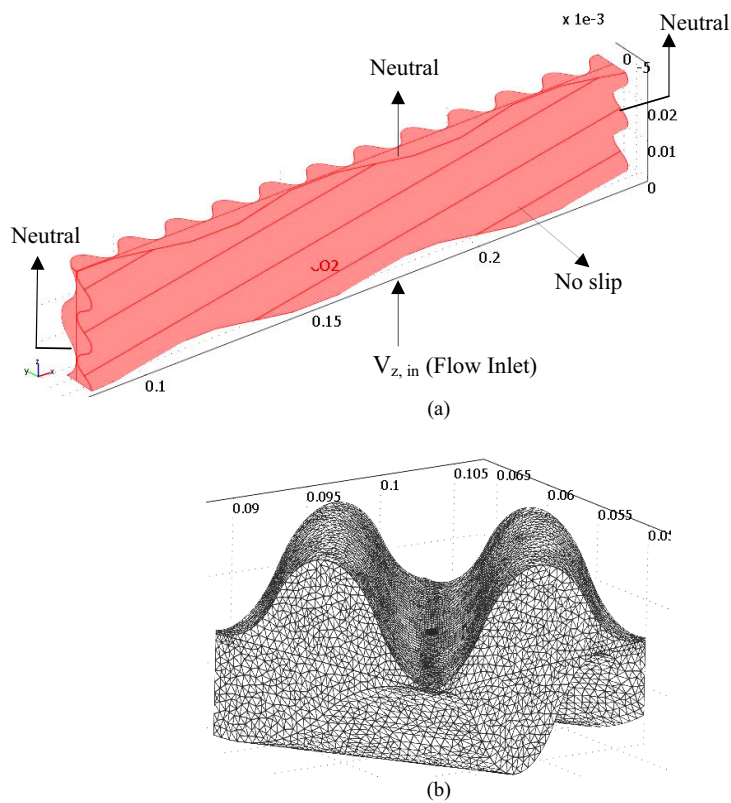 x 1e-3
Neutral
Neutral
0
-5
0.02
0.01
0
Neutral
CO2
0.2
No slip
0.15
Vz, in (Flow Inlet)
z
y
x
0.1
(a)
0.105
0.065
0.1
0.06
0.095
0.055
0.09
(b)